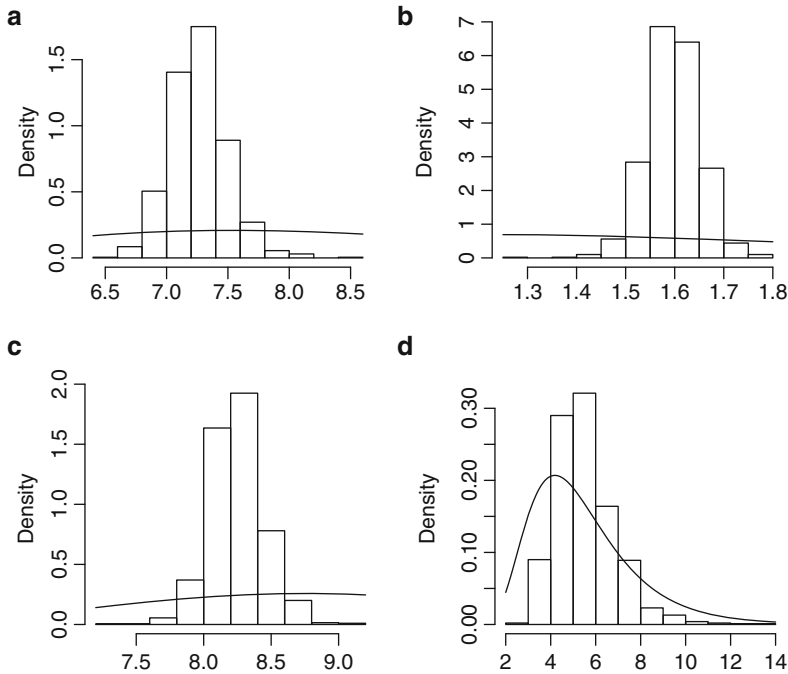 a
Density
0.0 0.5 1.0 1.5
6.5 7.0 7.5 8.0 8.5
b
Density
0 1 2 3 4 5 6 7
1.3 1.4 1.5 1.6 1.7 1.8
c
Density
0.0 0.5 1.0 1.5 2.0
7.5 8.0 8.5 9.0
d
Density
0.00 0.10 0.20 0.30
2 4 6 8 10 12 14